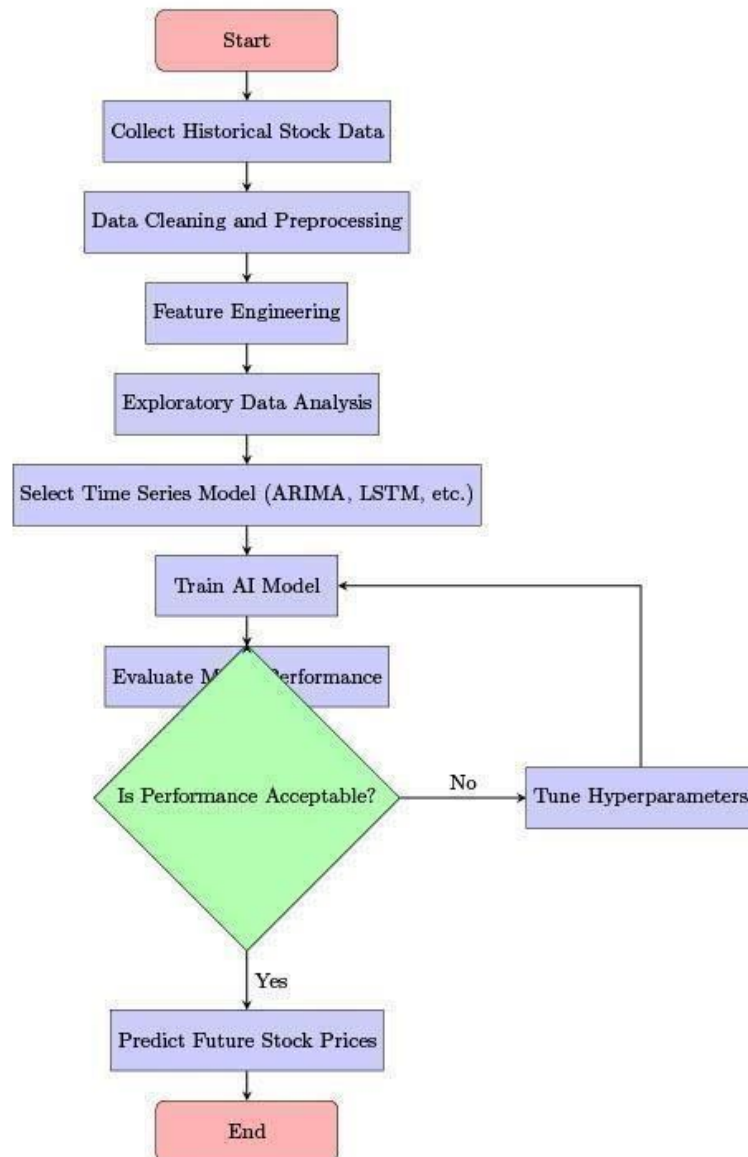 Start
Collect Historical Stock Data
Data Cleaning and Preprocessing
Feature Engineering
Exploratory Data Analysis
Select Time Series Model (ARIMA, LSTM, etc.)
Train AI Model
Evaluate M Performance
Is Performance Acceptable?
No
Tune Hyperparameters
Yes
Predict Future Stock Prices
End